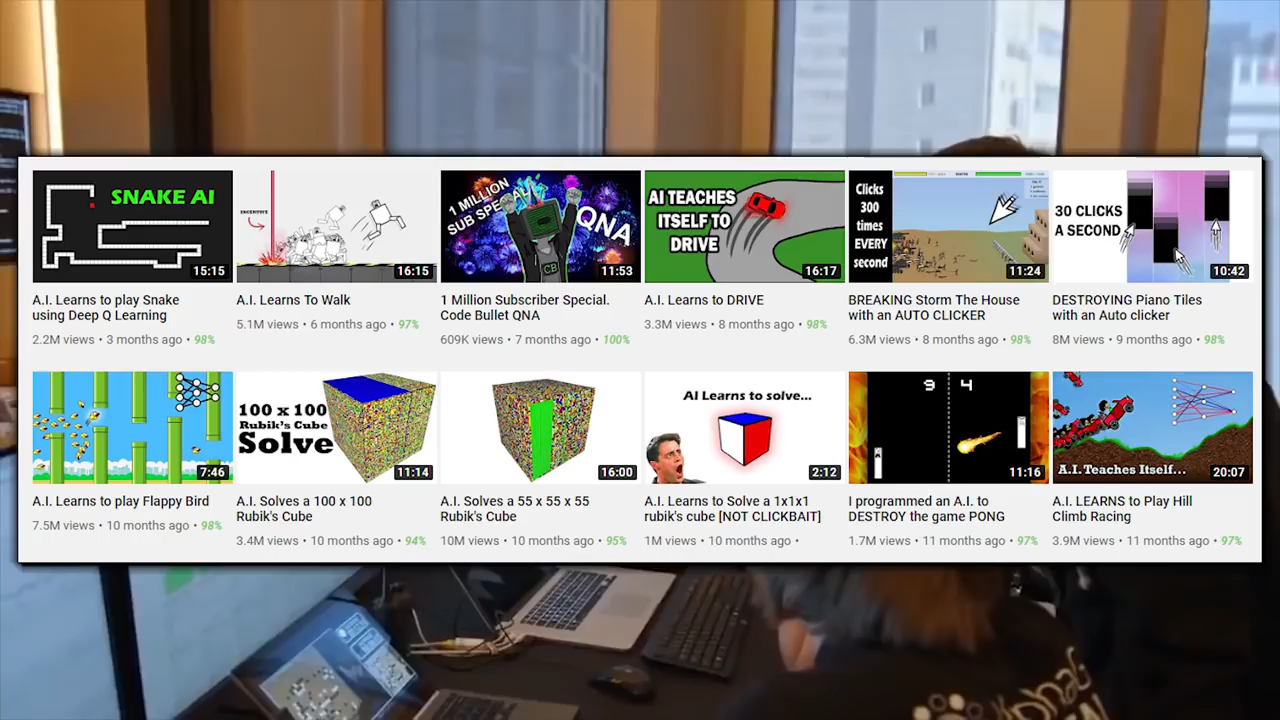 SNAKE AI
15:15
A.I. Learns to play Snake
using Deep Q Learning
2.2M views • 3 months ago • 98%
INCENTIVE
16:15
A.I. Learns To Walk
5.1M views • 6 months ago • 97%
1 MILLION
SUB SPECIAL
QNA
CB
11:53
1 Million Subscriber Special.
Code Bullet QNA
609K views • 7 months ago • 100%
AI TEACHES
ITSELF TO
DRIVE
16:17
A.I. Learns to DRIVE
3.3M views • 8 months ago • 98%
Clicks
300
times
EVERY
second
11:24
BREAKING Storm The House
with an AUTO CLICKER
6.3M views • 8 months ago • 98%
30 CLICKS
A SECOND
10:42
DESTROYING Piano Tiles
with an Auto clicker
8M views • 9 months ago • 98%
7:46
A.I. Learns to play Flappy Bird
7.5M views • 10 months ago • 98%
100 x 100
Rubik's Cube
Solve
11:14
A.I. Solves a 100 x 100
Rubik's Cube
3.4M views • 10 months ago • 94%
16:00
A.I. Solves a 55 x 55 x 55
Rubik's Cube
10M views • 10 months ago • 95%
AI Learns to solve...
2:12
A.I. Learns to Solve a 1x1x1
rubik's cube [NOT CLICKBAIT]
1M views • 10 months ago •
9 4
11:16
I programmed an A.I. to
DESTROY the game PONG
1.7M views • 11 months ago • 97%
A.I. Teaches Itself...
20:07
A.I. LEARNS to Play Hill
Climb Racing
3.9M views • 11 months ago • 97%